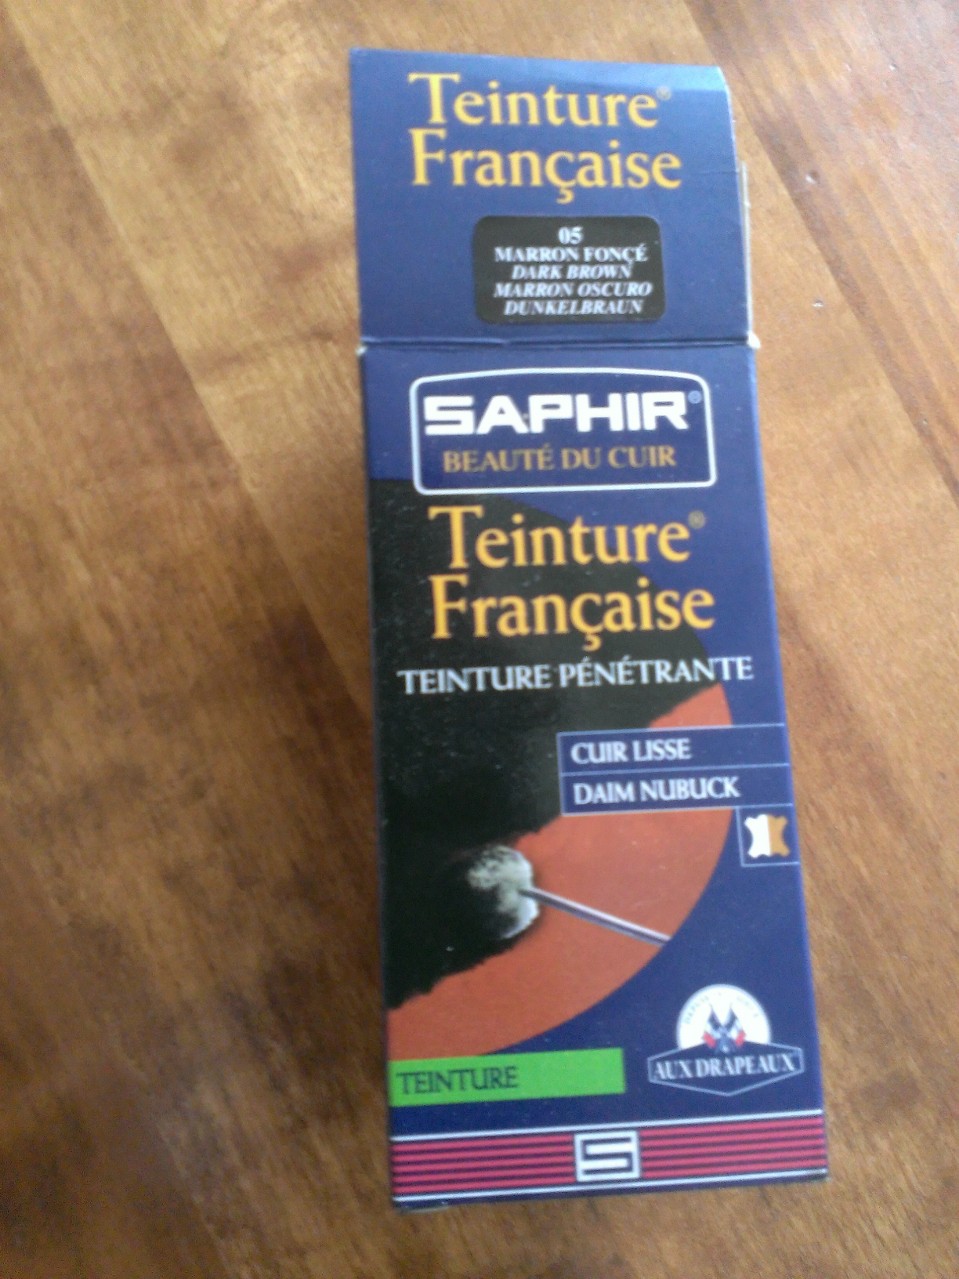 Teinture®
Française
05
MARRON FONÇÉ
DARK BROWN
MARRON OSCURO
DUNKELBRAUN
SAPHIR®
BEAUTÉ DU CUIR
Teinture®
Française
TEINTURE PÉNÉTRANTE
CUIR LISSE
DAIM NUBUCK
AUX DRAPEAUX
TEINTURE
S